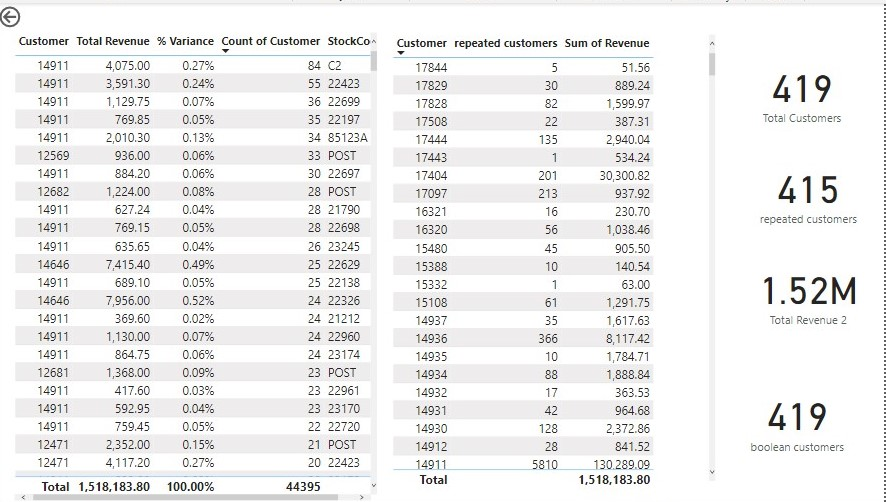 Customer Total Revenue % Variance Count of Customer StockCo
14911 4,075.00 0.27% 84 C2
14911 3,591.30 0.24% 55 22423
14911 1,129.75 0.07% 36 22699
14911 769.85 0.05% 35 22197
14911 2,010.30 0.13% 34 85123A
12569 936.00 0.06% 33 POST
14911 884.20 0.06% 30 22697
12682 1,224.00 0.08% 28 POST
14911 627.24 0.04% 28 21790
14911 769.15 0.05% 28 22698
14911 635.65 0.04% 26 23245
14646 7,415.40 0.49% 25 22629
14911 689.10 0.05% 25 22138
14646 7,956.00 0.52% 24 22326
14911 369.60 0.02% 24 21212
14911 1,130.00 0.07% 24 22960
14911 864.75 0.06% 24 23174
12681 1,368.00 0.09% 23 POST
14911 417.60 0.03% 23 22961
14911 592.95 0.04% 23 23170
14911 759.45 0.05% 22 22720
12471 2,352.00 0.15% 21 POST
12471 4,117.20 0.27% 20 22423
Total 1,518,183.80 100.00% 44395
Customer repeated customers Sum of Revenue
17844 5 51.56
17829 30 889.24
17828 82 1,599.97
17508 22 387.31
17444 135 2,940.04
17443 1 534.24
17404 201 30,300.82
17097 213 937.92
16321 16 230.70
16320 56 1,038.46
15480 45 905.50
15388 10 140.54
15332 1 63.00
15108 61 1,291.75
14937 35 1,617.63
14936 366 8,117.42
14935 10 1,784.71
14934 88 1,888.84
14932 17 363.53
14931 42 964.68
14930 128 2,372.86
14912 28 841.52
14911 5810 130,289.09
Total 1,518,183.80
419
Total Customers
415
repeated customers
1.52M
Total Revenue 2
419
boolean customers